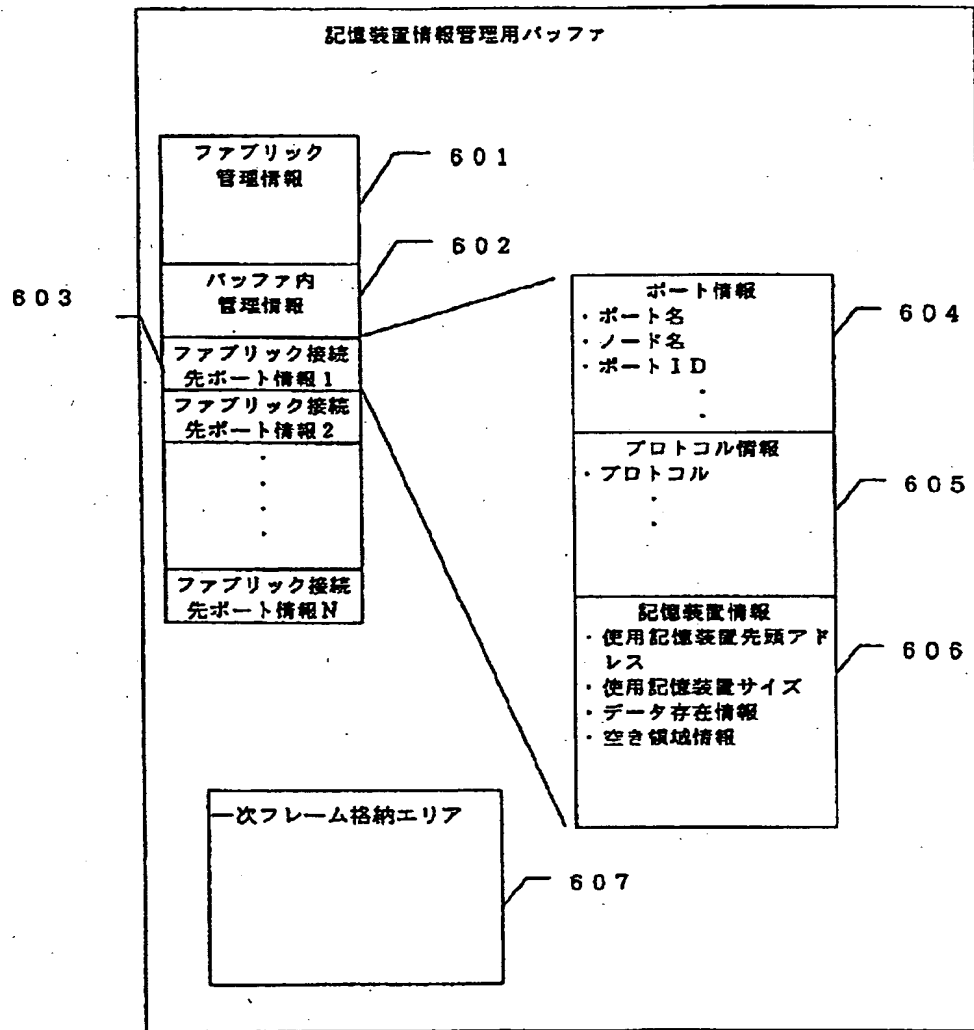 記憶装置情報管理用バッファ
ファブリック
管理情報
601
602
バッファ内
管理情報
603
ファブリック接続
先ポート情報1
ファブリック接続
先ポート情報2
ファブリック接続
先ポート情報N
ポート情報
・ポート名
・ノード名
・ポートID
604
プロトコル情報
・プロトコル
605
記憶装置情報
・使用記憶装置先頭アド
レス
・使用記憶装置サイズ
・データ存在情報
・空き領域情報
606
一次フレーム格納エリア
607